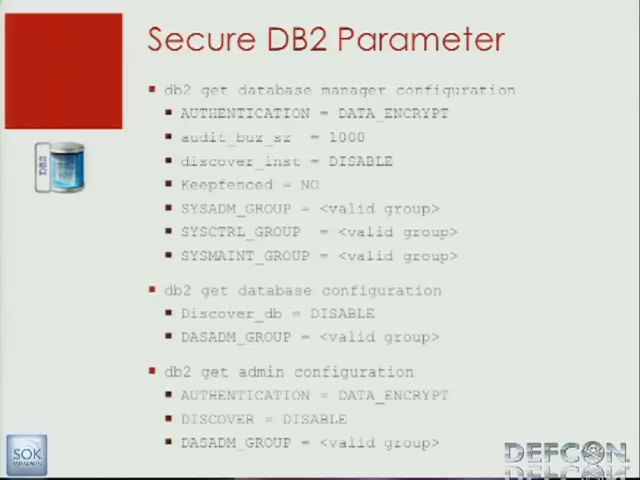 Secure DB2 Parameter
db2 get database manager configuration
AUTHENTICATION = DATA_ENCRYPT
audit_buz_sz = 1000
discover_inst = DISABLE
Keepfenced = NO
SYSADM_GROUP = <valid group>
SYSCTRL_GROUP = <valid group>
SYSMAINT_GROUP = <valid group>
DB2
db2 get database configuration
Discover_db = DISABLE
DASADM_GROUP = <valid group>
db2 get admin configuration
AUTHENTICATION = DATA_ENCRYPT
DISCOVER = DISABLE
DASADM_GROUP = <valid group>
SOK
DEFCON